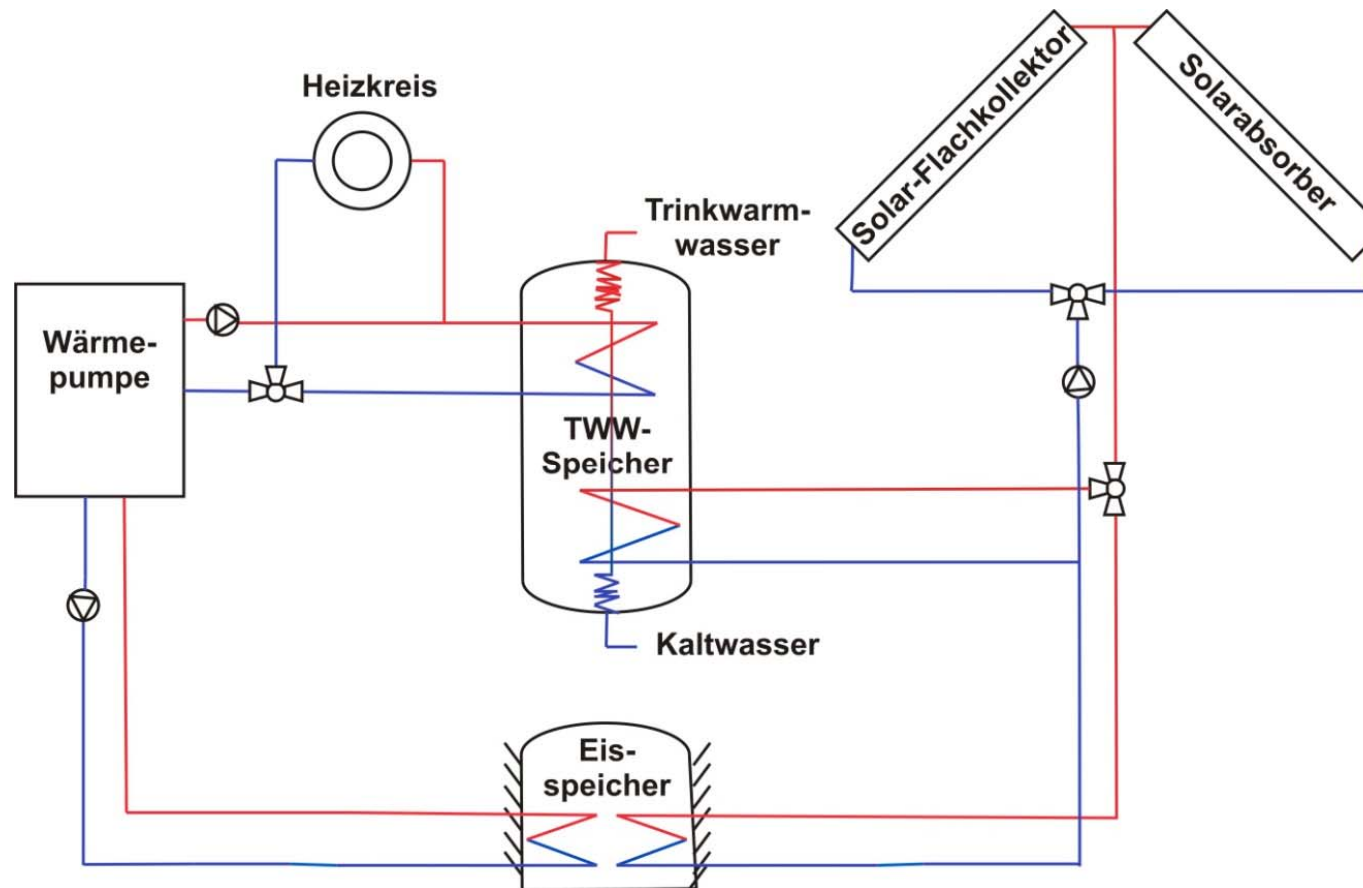 Heizkreis
Solar-Flachkollektor
Solarabsorber
Trinkwarm-
wasser
Wärme-
pumpe
TWW-
Speicher
Kaltwasser
Eis-
speicher